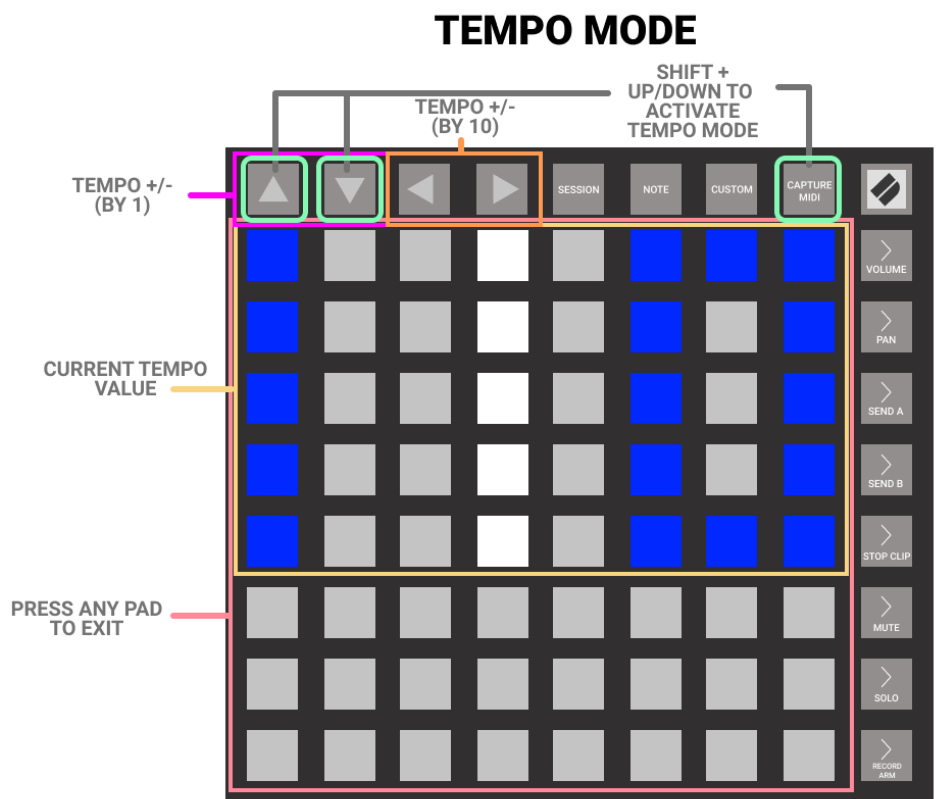 TEMPO MODE
SHIFT +
UP/DOWN TO
ACTIVATE
TEMPO MODE
TEMPO +/-
(BY 10)
TEMPO +/-
(BY 1)
SESSION
NOTE
CUSTOM
CAPTURE
MIDI
VOLUME
PAN
CURRENT TEMPO
VALUE
SEND A
SEND B
STOP CLIP
PRESS ANY PAD
TO EXIT
MUTE
SOLO
RECORD
ARM